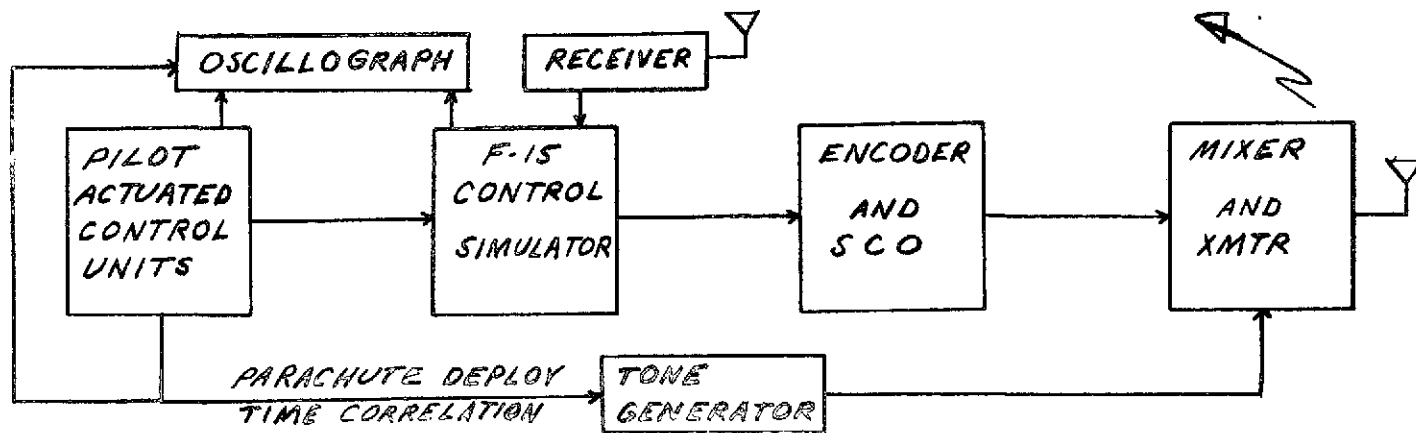 OSCILLOGRAPH
RECEIVER
PILOT
ACTUATED
CONTROL
UNITS
F-15
CONTROL
SIMULATOR
ENCODER
AND
SCO
MIXER
AND
XMTR
PARACHUTE DEPLOY
TIME CORRELATION
TONE
GENERATOR